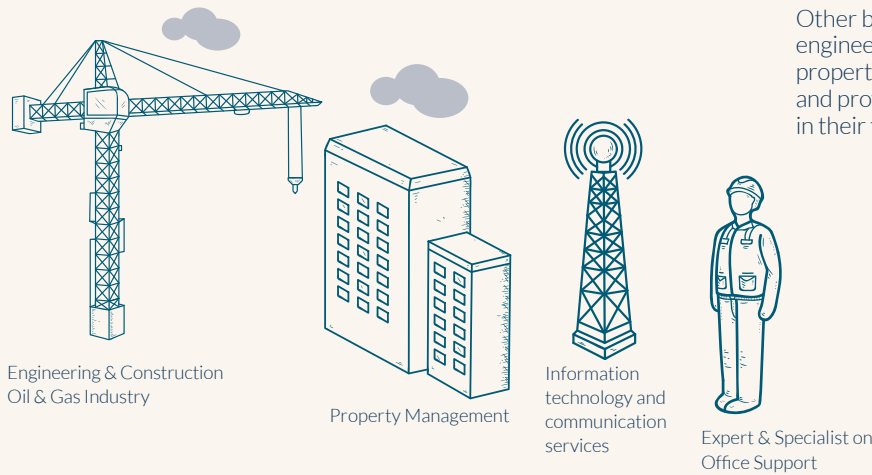 Other
enginee
propert
and pro
in their
Engineering & Construction
Oil & Gas Industry
Property Management
Information
technology and
communication
services
Expert & Specialist on
Office Support